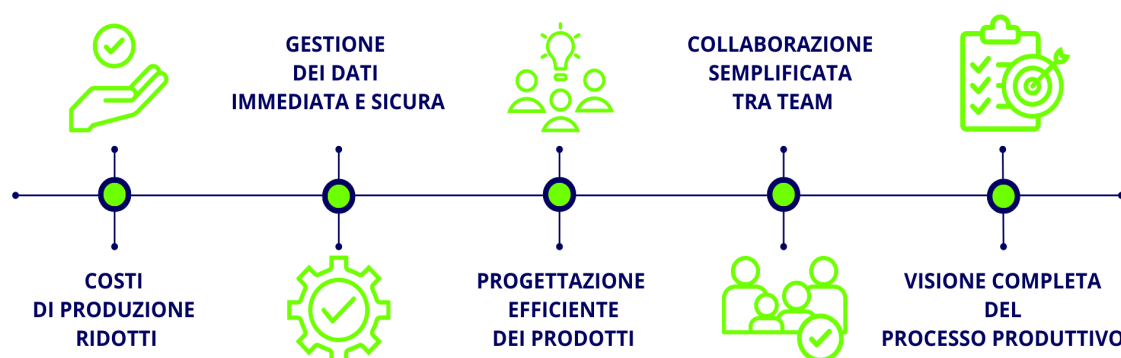 GESTIONE
DEI DATI
IMMEDIATA E SICURA
COLLABORAZIONE
SEMPLIFICATA
TRA TEAM
COSTI
DI PRODUZIONE
RIDOTTI
PROGETTAZIONE
EFFICIENTE
DEI PRODOTTI
VISIONE COMPLETA
DEL
PROCESSO PRODUTTIVO